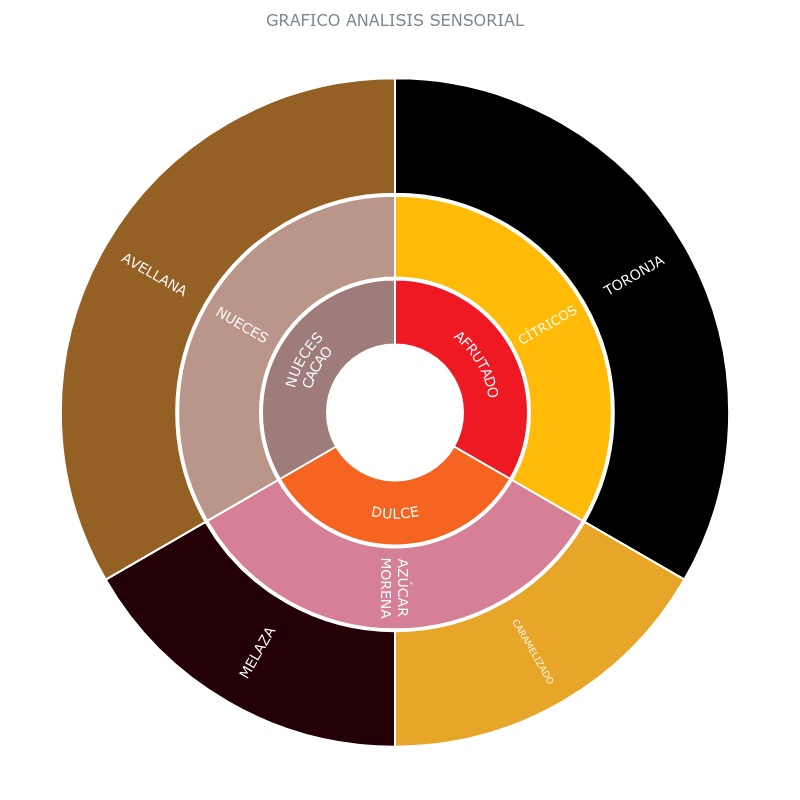 GRAFICO ANALISIS SENSORIAL
AFRUTADO
CÍTRICOS
TORONJA
DULCE
AZÚCAR
MORENA
CARAMELIZADO
MELAZA
NUECES
CACAO
NUECES
AVELLANA